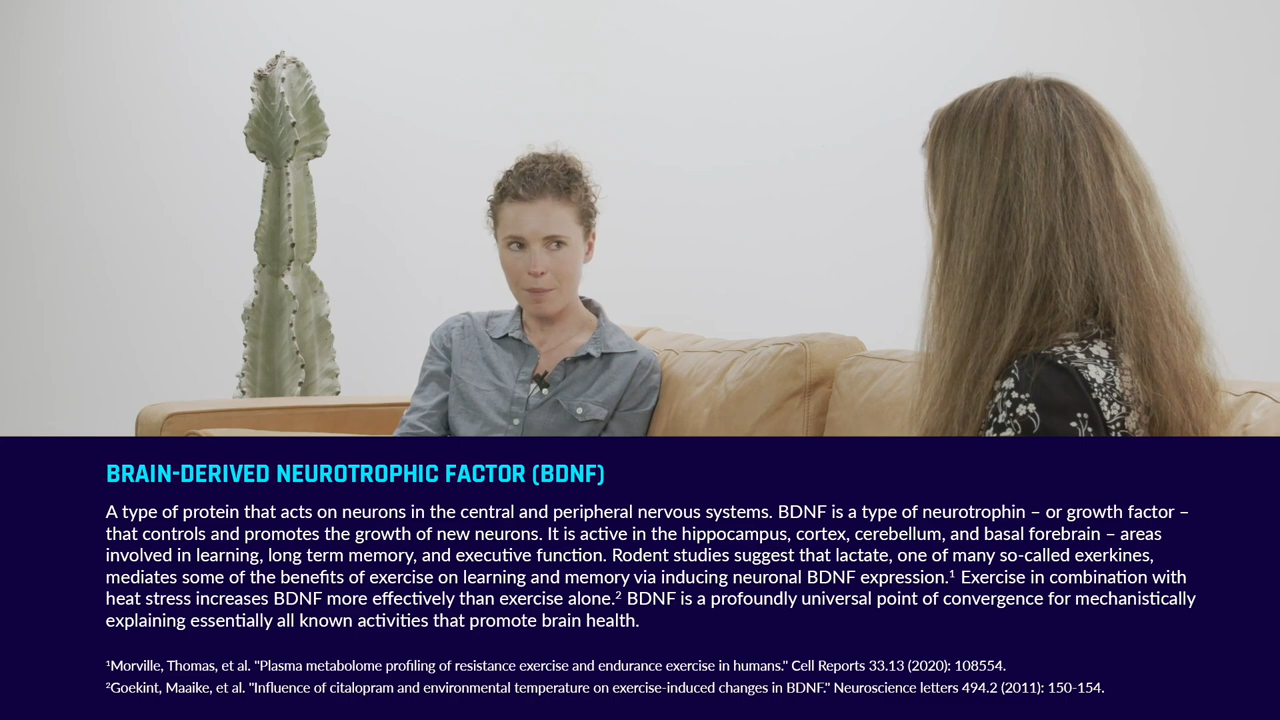 BRAIN-DERIVED NEUROTROPHIC FACTOR (BDNF)
A type of protein that acts on neurons in the central and peripheral nervous systems. BDNF is a type of neurotrophin – or growth factor –
that controls and promotes the growth of new neurons. It is active in the hippocampus, cortex, cerebellum, and basal forebrain – areas
involved in learning, long term memory, and executive function. Rodent studies suggest that lactate, one of many so-called exerkines,
mediates some of the benefits of exercise on learning and memory via inducing neuronal BDNF expression.¹ Exercise in combination with
heat stress increases BDNF more effectively than exercise alone.² BDNF is a profoundly universal point of convergence for mechanistically
explaining essentially all known activities that promote brain health.
¹Morville, Thomas, et al. "Plasma metabolome profiling of resistance exercise and endurance exercise in humans." Cell Reports 33.13 (2020): 108554.
²Goekint, Maaike, et al. "Influence of citalopram and environmental temperature on exercise-induced changes in BDNF." Neuroscience letters 494.2 (2011): 150-154.